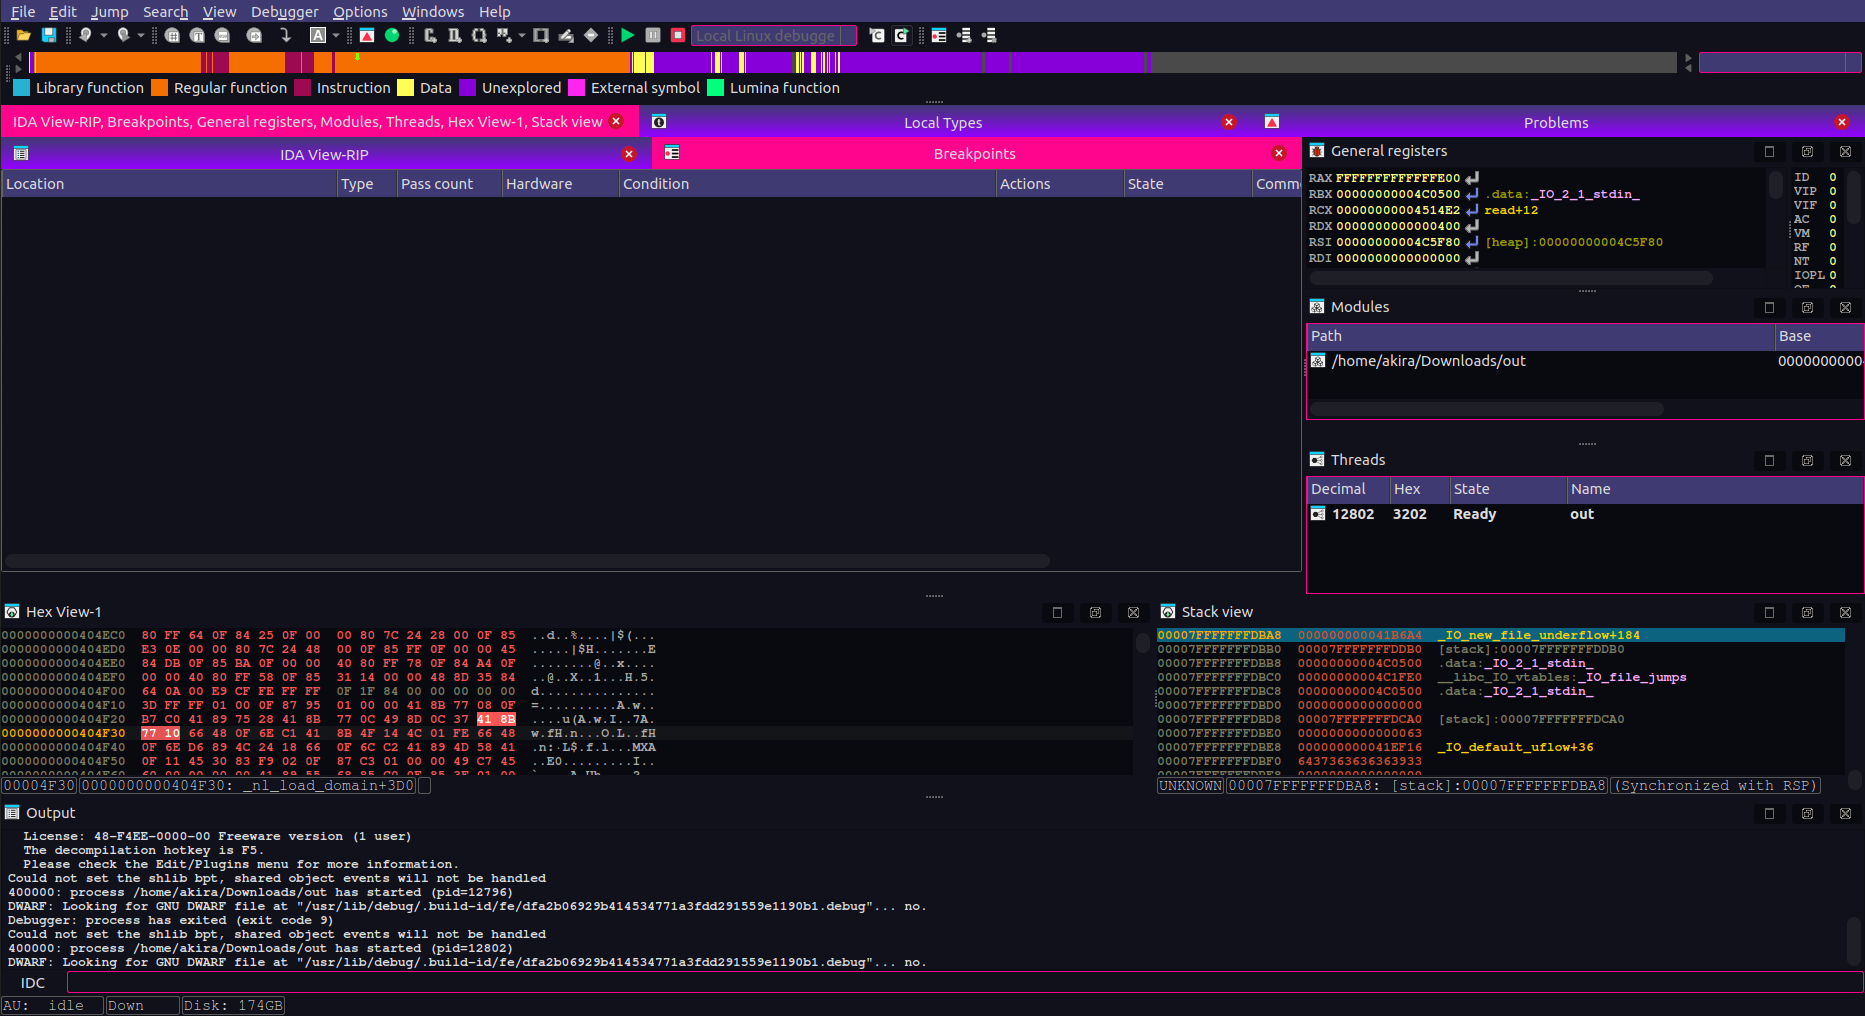 File Edit Jump Search View Debugger Options Windows Help
Local Linux debugge
Library function Regular function Instruction Data Unexplored External symbol Lumina function
IDA View-RIP, Breakpoints, General registers, Modules, Threads, Hex View-1, Stack view Local Types Problems
IDA View-RIP Breakpoints
Location Type Pass count Hardware Condition Actions State Comm
General registers
RAX FFFFFFFFFFFFFE00
RBX 00000000004C0500 .data:_IO_2_1_stdin_
RCX 00000000004514E2 read+12
RDX 0000000000000400
RSI 00000000004C5F80 [heap]:00000000004C5F80
RDI 0000000000000000
ID 0
VIP 0
VIF 0
AC 0
VM 0
RF 0
NT 0
IOPL 0
Modules
Path Base
/home/akira/Downloads/out 0000000000
Threads
Decimal Hex State Name
12802 3202 Ready out
Hex View-1
0000000000404EC0 80 FF 64 0F 84 25 0F 00 00 80 7C 24 28 00 0F 85 ..d..%....|$(...
0000000000404ED0 E3 0E 00 00 80 7C 24 48 00 0F 85 FF 0F 00 00 45 .....|$H.......E
0000000000404EE0 84 DB 0F 85 BA 0F 00 00 40 80 FF 78 0F 84 A4 0F ........@..x....
0000000000404EF0 00 00 40 80 FF 58 0F 85 31 14 00 00 48 8D 35 84 ..@..X..1...H.5.
0000000000404F00 64 0A 00 E9 CF FE FF FF 0F 1F 84 00 00 00 00 00 d...............
0000000000404F10 3D FF FF 01 00 0F 87 95 01 00 00 41 8B 77 08 0F =..........A.w..
0000000000404F20 B7 C0 41 89 75 28 41 8B 77 0C 49 8D 0C 37 41 8B ....u(A.w.I..7A.
0000000000404F30 77 10 66 48 0F 6E C1 41 8B 4F 14 4C 01 FE 66 48 w.fH.n...O.L..fH
0000000000404F40 0F 6E D6 89 4C 24 18 66 0F 6F C2 41 89 4D 58 41 .n..L$.f.l...MXA
0000000000404F50 0F 11 45 30 83 F9 02 0F 87 C3 01 00 00 49 C7 45 ..E0.........I..
00004F30 0000000000404F30: _nl_load_domain+3D0
Stack view
00007FFFFFFFDBA8 000000000041B6A4 _IO_new_file_underflow+184
00007FFFFFFFDBB0 00007FFFFFFFDDB0 [stack]:00007FFFFFFFDDB0
00007FFFFFFFDBB8 00000000004C0500 .data:_IO_2_1_stdin_
00007FFFFFFFDBC0 00000000004C1FE0 __libc_IO_vtables:_IO_file_jumps
00007FFFFFFFDBC8 00000000004C0500 .data:_IO_2_1_stdin_
00007FFFFFFFDBD0 0000000000000000
00007FFFFFFFDBD8 00007FFFFFFFDCA0 [stack]:00007FFFFFFFDCA0
00007FFFFFFFDBE0 0000000000000063
00007FFFFFFFDBE8 000000000041EF16 _IO_default_uflow+36
00007FFFFFFFDBF0 6437363636363933
UNKNOWN 00007FFFFFFFDBA8: [stack]:00007FFFFFFFDBA8 (Synchronized with RSP)
Output
License: 48-F4EE-0000-00 Freeware version (1 user)
The decompilation hotkey is F5.
Please check the Edit/Plugins menu for more information.
Could not set the shlib bpt, shared object events will not be handled
400000: process /home/akira/Downloads/out has started (pid=12796)
DWARF: Looking for GNU DWARF file at "/usr/lib/debug/.build-id/fe/dfa2b06929b414534771a3fdd291559e1190b1.debug"... no.
Debugger: process has exited (exit code 9)
Could not set the shlib bpt, shared object events will not be handled
400000: process /home/akira/Downloads/out has started (pid=12802)
DWARF: Looking for GNU DWARF file at "/usr/lib/debug/.build-id/fe/dfa2b06929b414534771a3fdd291559e1190b1.debug"... no.
IDC
AU: idle Down Disk: 174GB